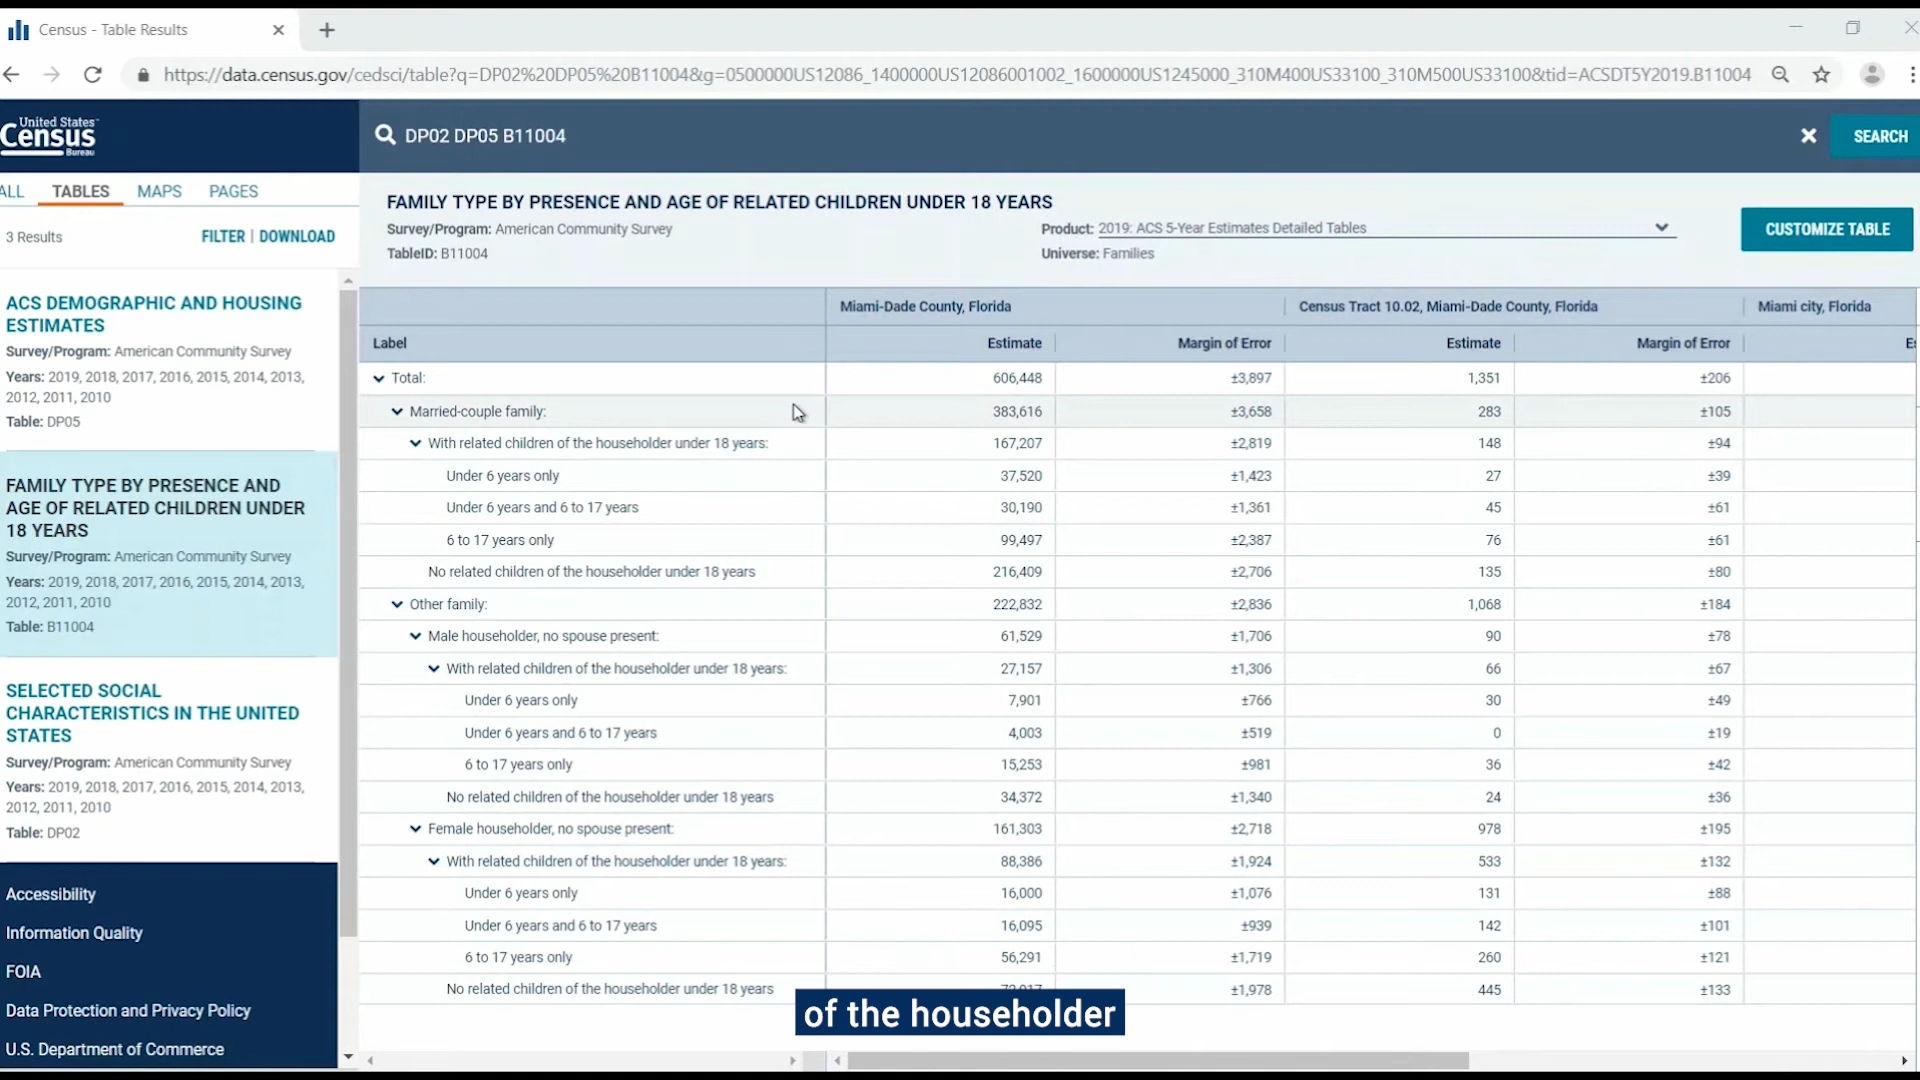 Census - Table Results
https://data.census.gov/cedsci/table?q=DP02%20DP05%20B11004&g=0500000US12086_1400000US12086001002_1600000US1245000_310M400US33100_310M500US33100&tid=ACSDT5Y2019.B11004
United States™
Census
Bureau
DP02 DP05 B11004
SEARCH
ALL TABLES MAPS PAGES
3 Results FILTER | DOWNLOAD
ACS DEMOGRAPHIC AND HOUSING
ESTIMATES
Survey/Program: American Community Survey
Years: 2019, 2018, 2017, 2016, 2015, 2014, 2013,
2012, 2011, 2010
Table: DP05
FAMILY TYPE BY PRESENCE AND
AGE OF RELATED CHILDREN UNDER
18 YEARS
Survey/Program: American Community Survey
Years: 2019, 2018, 2017, 2016, 2015, 2014, 2013,
2012, 2011, 2010
Table: B11004
SELECTED SOCIAL
CHARACTERISTICS IN THE UNITED
STATES
Survey/Program: American Community Survey
Years: 2019, 2018, 2017, 2016, 2015, 2014, 2013,
2012, 2011, 2010
Table: DP02
Accessibility
Information Quality
FOIA
Data Protection and Privacy Policy
U.S. Department of Commerce
FAMILY TYPE BY PRESENCE AND AGE OF RELATED CHILDREN UNDER 18 YEARS
Survey/Program: American Community Survey Product: 2019: ACS 5-Year Estimates Detailed Tables
TableID: B11004 Universe: Families
CUSTOMIZE TABLE
Miami-Dade County, Florida Census Tract 10.02, Miami-Dade County, Florida Miami city, Florida
Label Estimate Margin of Error Estimate Margin of Error
Total: 606,448 ±3,897 1,351 ±206
Married-couple family: 383,616 ±3,658 283 ±105
With related children of the householder under 18 years: 167,207 ±2,819 148 ±94
Under 6 years only 37,520 ±1,423 27 ±39
Under 6 years and 6 to 17 years 30,190 ±1,361 45 ±61
6 to 17 years only 99,497 ±2,387 76 ±61
No related children of the householder under 18 years 216,409 ±2,706 135 ±80
Other family: 222,832 ±2,836 1,068 ±184
Male householder, no spouse present: 61,529 ±1,706 90 ±78
With related children of the householder under 18 years: 27,157 ±1,306 66 ±67
Under 6 years only 7,901 ±766 30 ±49
Under 6 years and 6 to 17 years 4,003 ±519 0 ±19
6 to 17 years only 15,253 ±981 36 ±42
No related children of the householder under 18 years 34,372 ±1,340 24 ±36
Female householder, no spouse present: 161,303 ±2,718 978 ±195
With related children of the householder under 18 years: 88,386 ±1,924 533 ±132
Under 6 years only 16,000 ±1,076 131 ±88
Under 6 years and 6 to 17 years 16,095 ±939 142 ±101
6 to 17 years only 56,291 ±1,719 260 ±121
No related children of the householder under 18 years ±1,978 445 ±133
of the householder